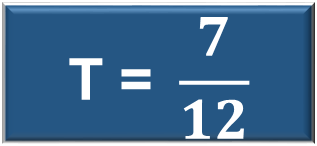 T = 7/12